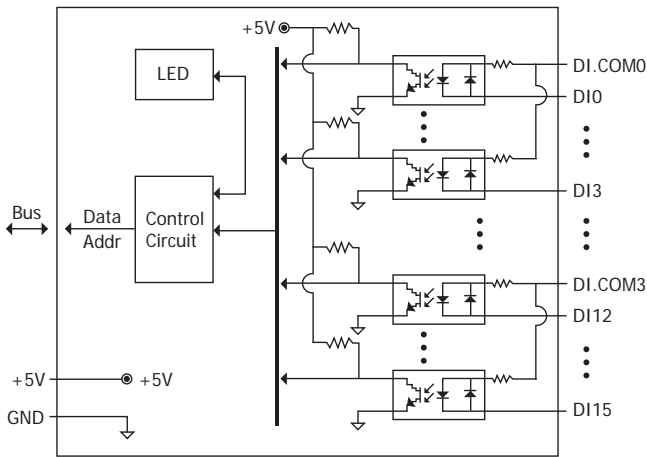 +5V
LED
DI.COM0
DI0
DI3
Bus
Data
Addr
Control
Circuit
DI.COM3
DI12
+5V
+5V
GND
DI15